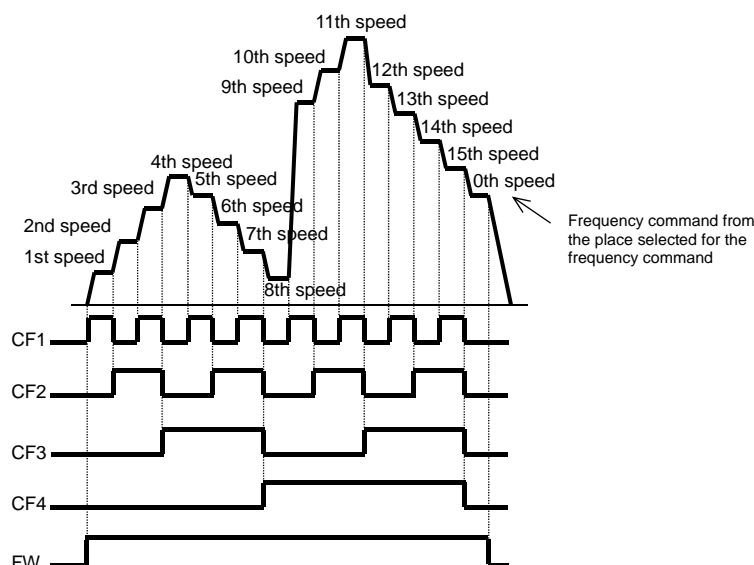 11th speed
10th speed
9th speed
12th speed
13th speed
14th speed
15th speed
0th speed
4th speed
3rd speed
5th speed
2nd speed
6th speed
1st speed
7th speed
8th speed
Frequency command from
the place selected for the
frequency command
CF1
CF2
CF3
CF4
FW